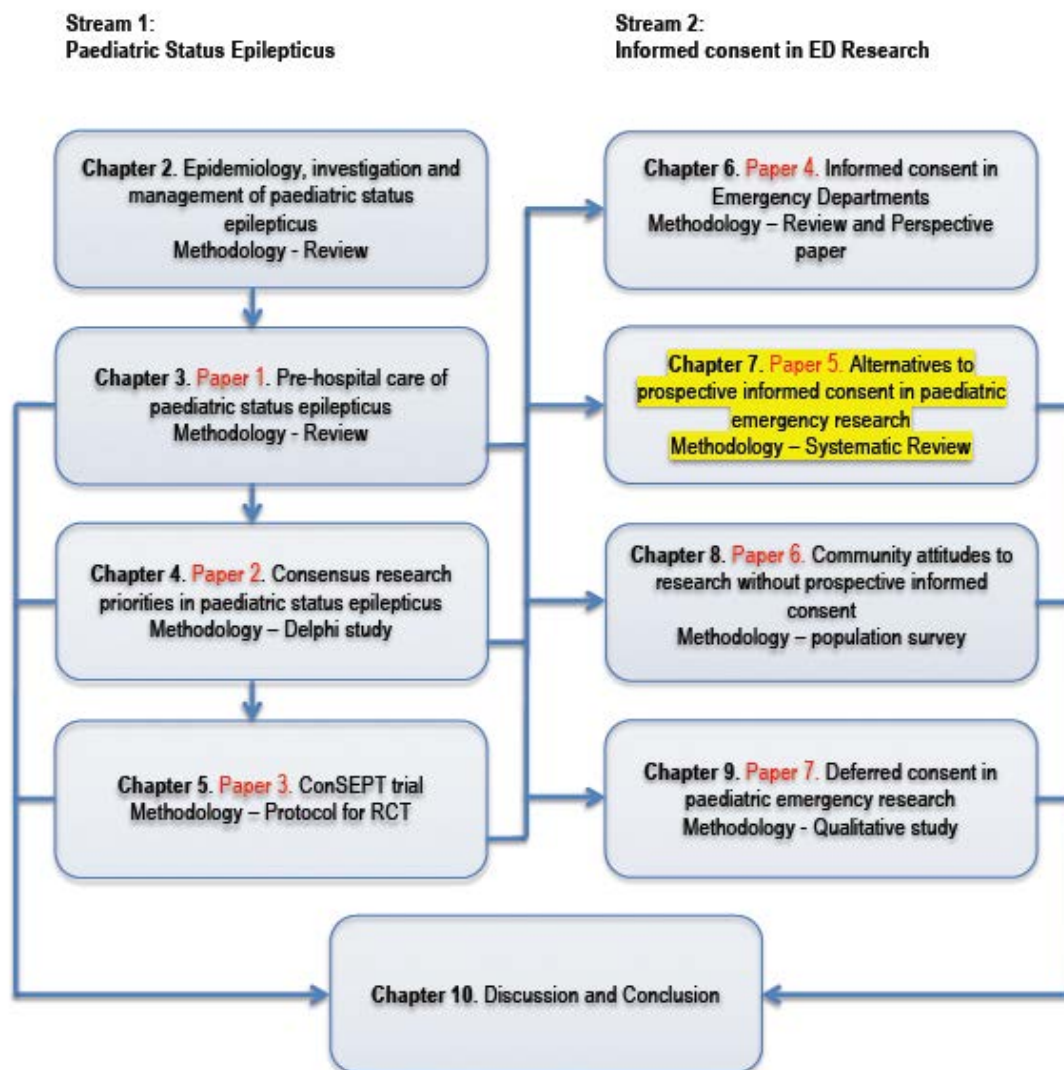 Stream 1:
Paediatric Status Epilepticus
Stream 2:
Informed consent in ED Research
Chapter 2. Epidemiology, investigation and
management of paediatric status
epilepticus
Methodology - Review
Chapter 3. Paper 1. Pre-hospital care of
paediatric status epilepticus
Methodology - Review
Chapter 4. Paper 2. Consensus research
priorities in paediatric status epilepticus
Methodology – Delphi study
Chapter 5. Paper 3. ConSEPT trial
Methodology – Protocol for RCT
Chapter 6. Paper 4. Informed consent in
Emergency Departments
Methodology – Review and Perspective
paper
Chapter 7. Paper 5. Alternatives to
prospective informed consent in paediatric
emergency research
Methodology – Systematic Review
Chapter 8. Paper 6. Community attitudes to
research without prospective informed
consent
Methodology – population survey
Chapter 9. Paper 7. Deferred consent in
paediatric emergency research
Methodology - Qualitative study
Chapter 10. Discussion and Conclusion